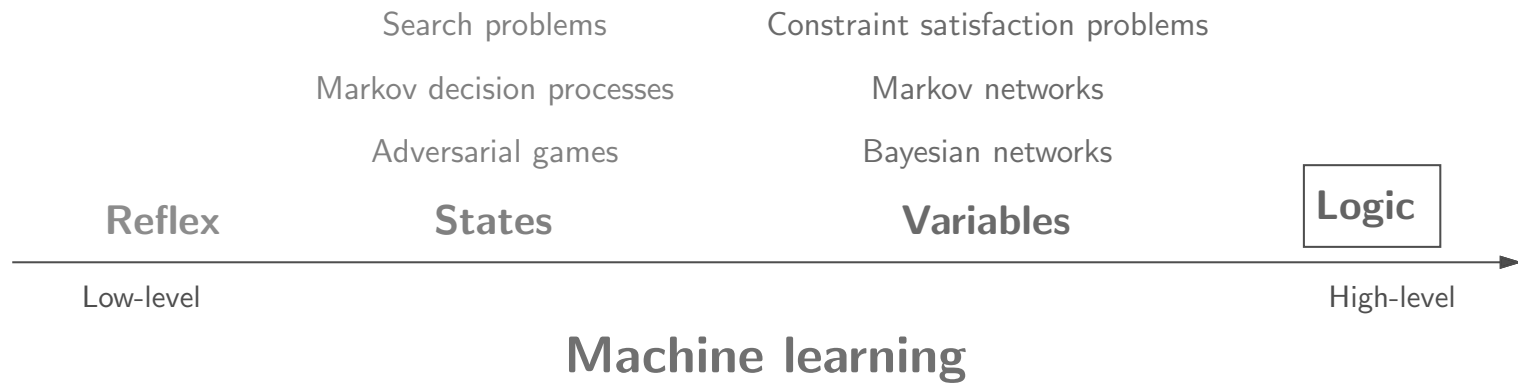 Search problems
Constraint satisfaction problems
Markov decision processes
Markov networks
Adversarial games
Bayesian networks
Reflex
States
Variables
Logic
Low-level
High-level
Machine learning